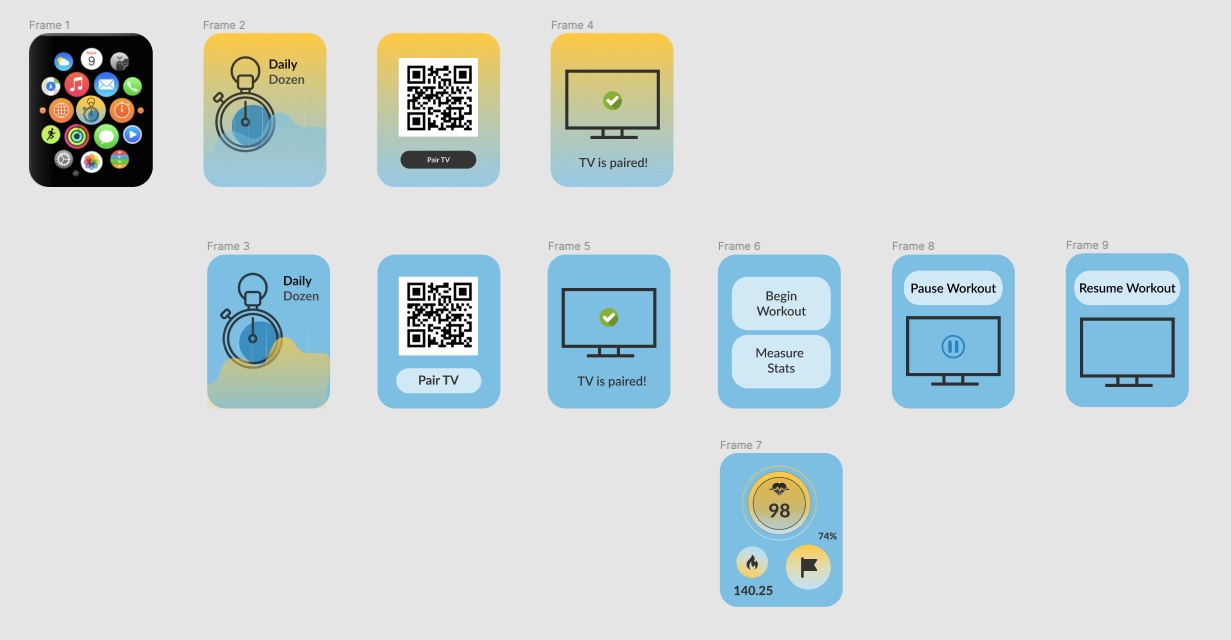 Frame 1
9
Frame 2
Daily
Dozen
Pair TV
Frame 4
TV is paired!
Frame 3
Daily
Dozen
Pair TV
Frame 5
TV is paired!
Frame 6
Begin
Workout
Measure
Stats
Frame 8
Pause Workout
Frame 9
Resume Workout
Frame 7
98
74%
140.25